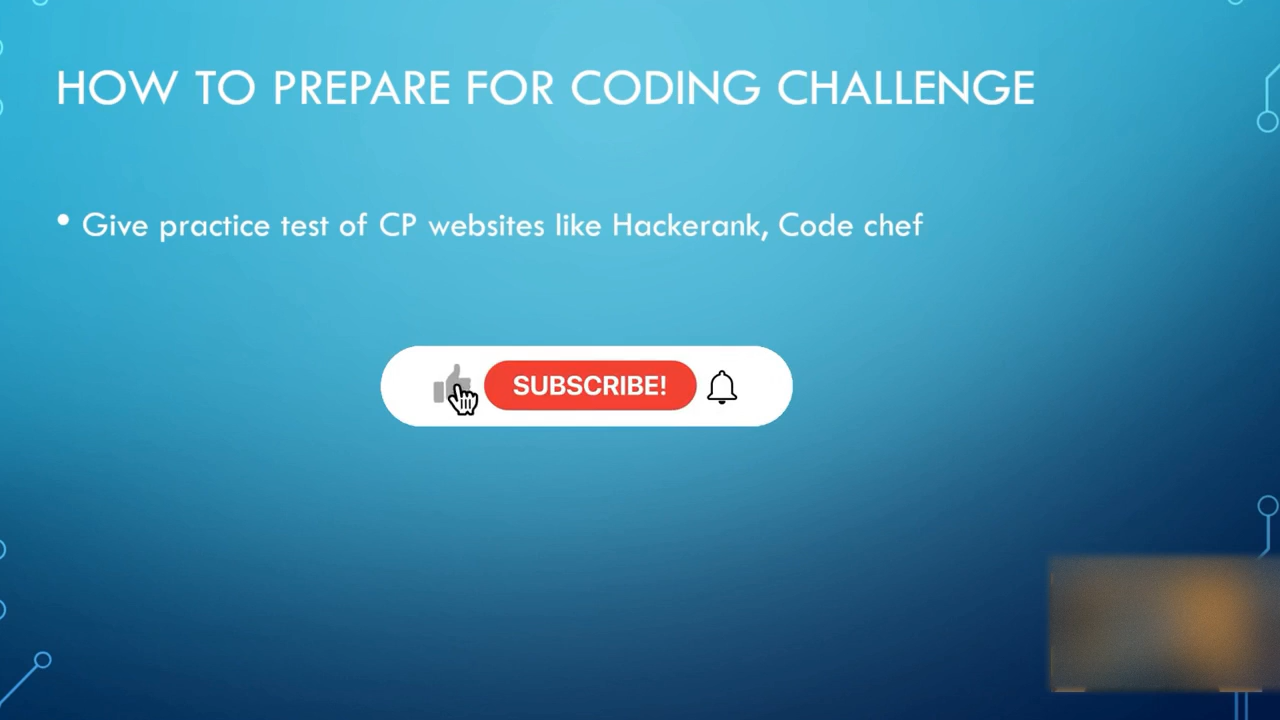 HOW TO PREPARE FOR CODING CHALLENGE
• Give practice test of CP websites like Hackerank, Code chef
SUBSCRIBE!